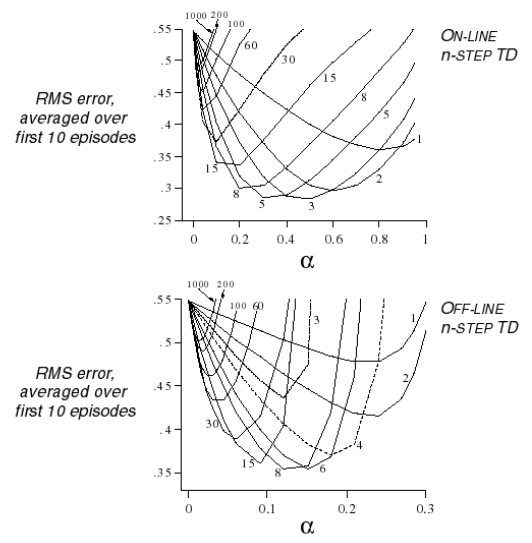 1000 200 100
.55 60
.5 30
.45 15
.4 8
.35 5
.3 1
.25 2
15
8
5
3
0 0.2 0.4 0.6 0.8 1
α
RMS error,
averaged over
first 10 episodes
ON-LINE
n-STEP TD
1000 200
.55 100 60
.5 3 1
.45 2
.4 4
.35 30
15
8
6
0 0.1 0.2 0.3
α
RMS error,
averaged over
first 10 episodes
OFF-LINE
n-STEP TD